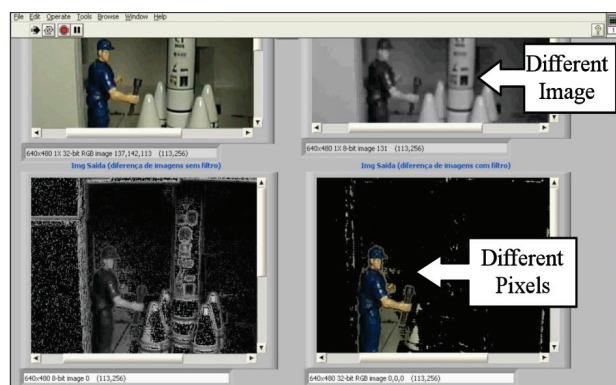 File Edit Operate Tools Browse Window Help
Different
Image
640x480 1X 32-bit RGB image 137,142,113 (113,256)
640x480 1X 8-bit image 131 (113,256)
Img Saída (diferença de imagens sem filtro)
Img Saída (diferença de imagens com filtro)
Different
Pixels
640x480 8-bit image 0 (113,256)
640x480 32-bit RGB image 0,0,0 (113,256)